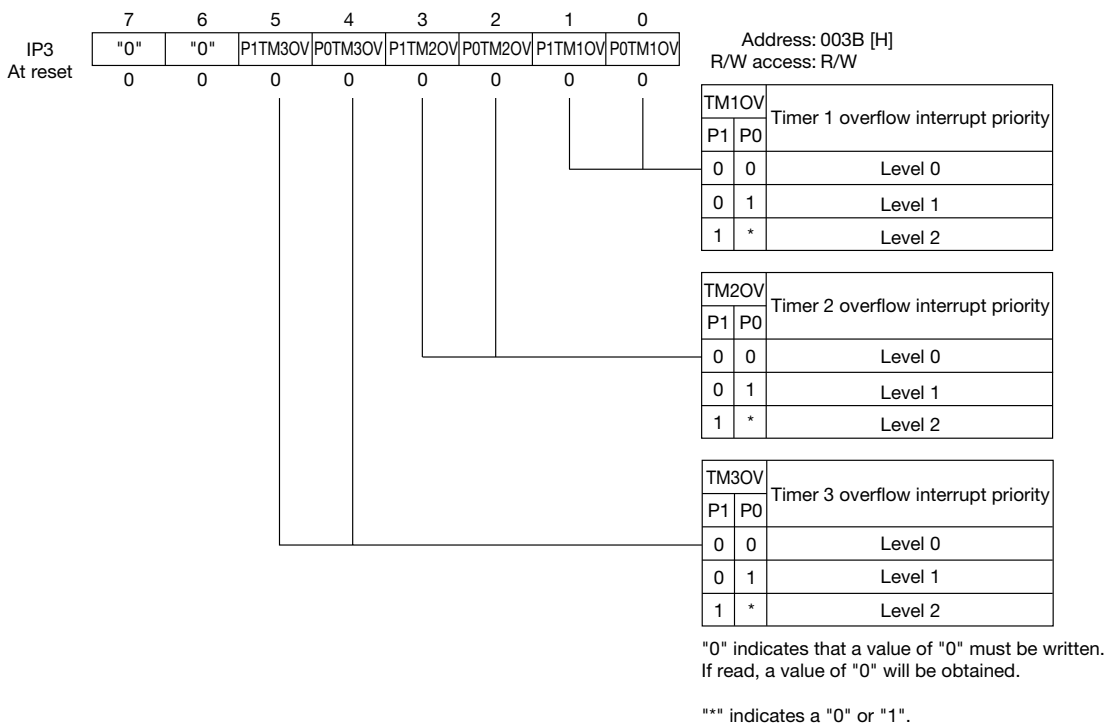 7 6 5 4 3 2 1 0
IP3 "0" "0" P1TM3OV P0TM3OV P1TM2OV P0TM2OV P1TM1OV P0TM1OV
At reset 0 0 0 0 0 0 0 0
Address: 003B [H]
R/W access: R/W
TM1OV Timer 1 overflow interrupt priority
P1 P0
0 0 Level 0
0 1 Level 1
1 * Level 2
TM2OV Timer 2 overflow interrupt priority
P1 P0
0 0 Level 0
0 1 Level 1
1 * Level 2
TM3OV Timer 3 overflow interrupt priority
P1 P0
0 0 Level 0
0 1 Level 1
1 * Level 2
"0" indicates that a value of "0" must be written.
If read, a value of "0" will be obtained.
"*" indicates a "0" or "1".